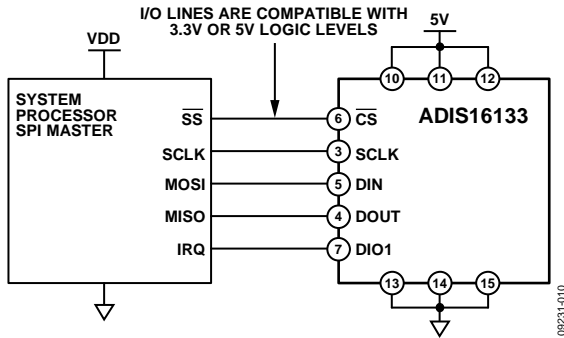 I/O LINES ARE COMPATIBLE WITH
3.3V OR 5V LOGIC LEVELS
VDD
5V
10 11 12
SYSTEM
PROCESSOR
SPI MASTER
ADIS16133
SS 6 CS
SCLK 3 SCLK
MOSI 5 DIN
MISO 4 DOUT
IRQ 7 DIO1
13 14 15
09231-010